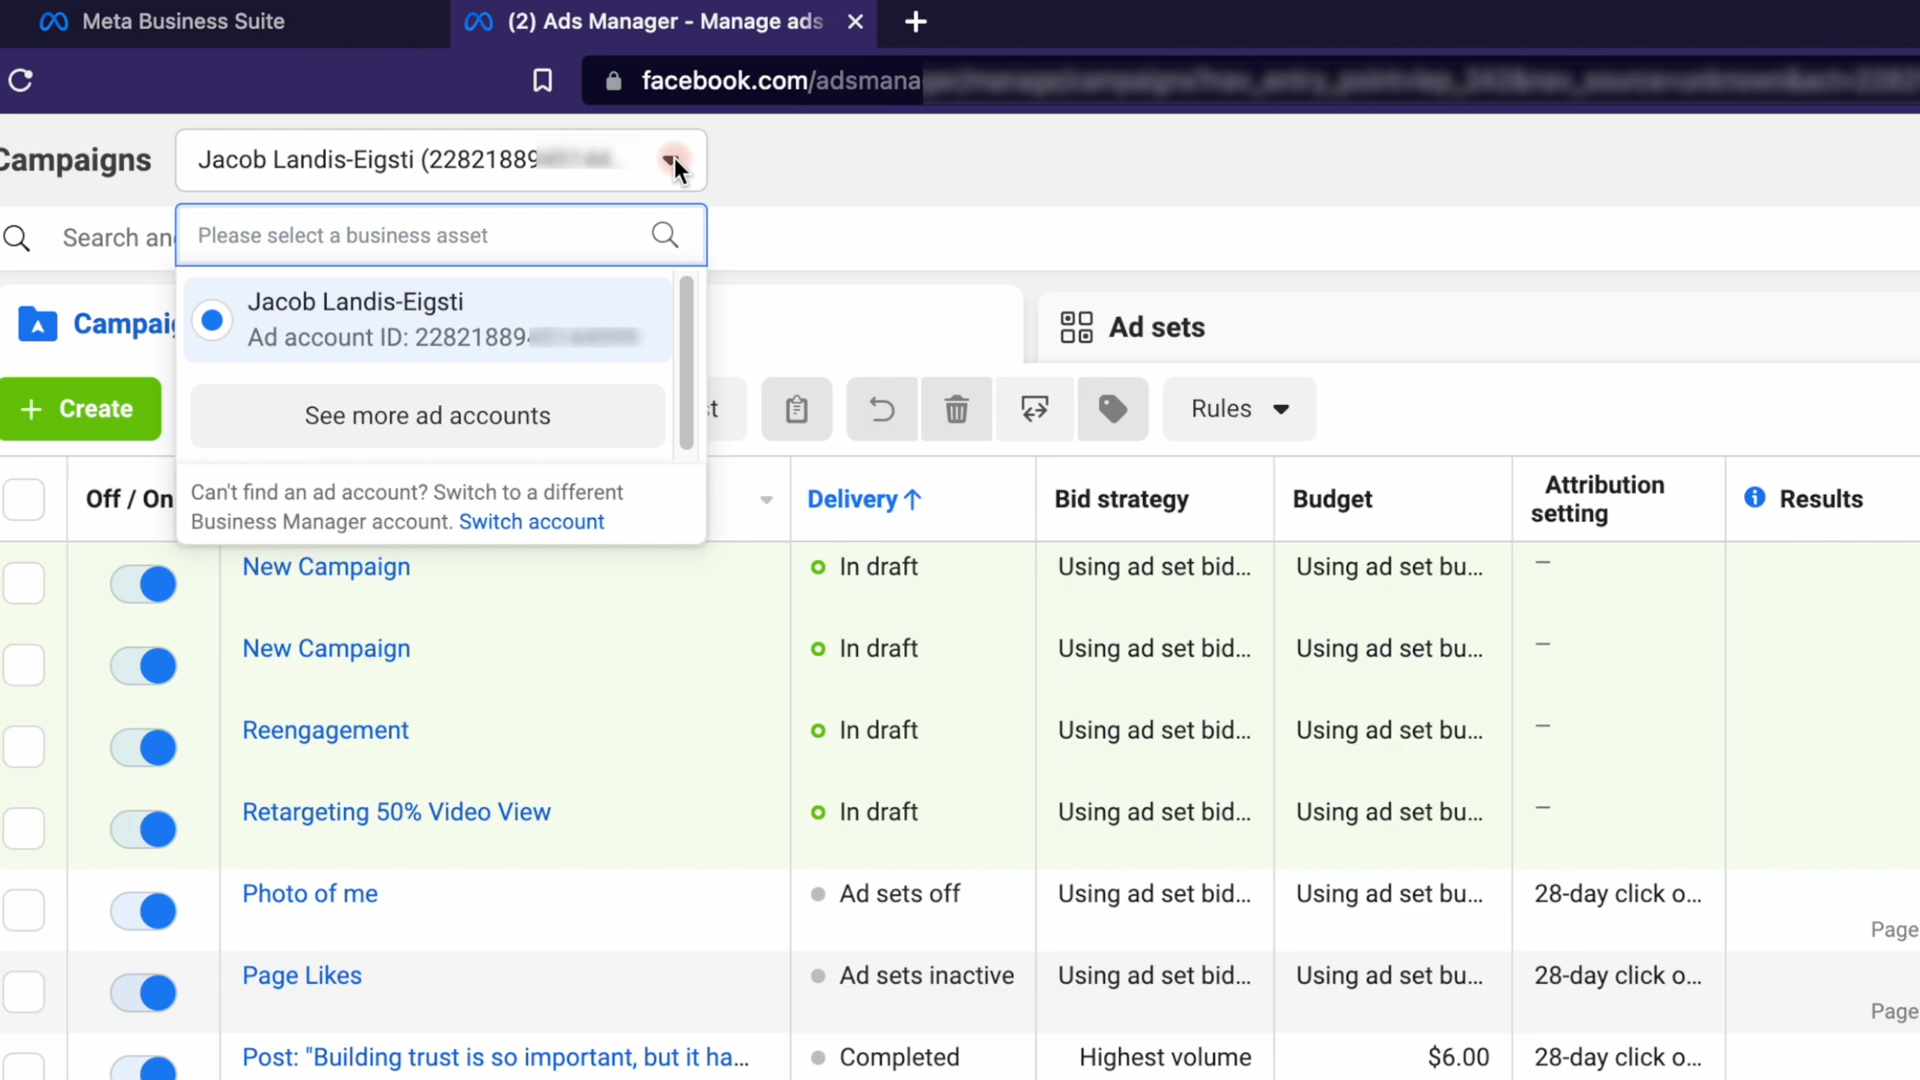 Meta Business Suite
(2) Ads Manager - Manage ads
facebook.com/adsmana
Campaigns
Jacob Landis-Eigsti (22821889
Search an
Please select a business asset
Jacob Landis-Eigsti
Ad account ID: 22821889
Campai
Ad sets
See more ad accounts
+ Create
t
Rules
Can't find an ad account? Switch to a different
Business Manager account. Switch account
Off / On
Delivery↑
Bid strategy
Budget
Attribution
setting
Results
New Campaign
In draft
Using ad set bid...
Using ad set bu...
–
New Campaign
In draft
Using ad set bid...
Using ad set bu...
–
Reengagement
In draft
Using ad set bid...
Using ad set bu...
–
Retargeting 50% Video View
In draft
Using ad set bid...
Using ad set bu...
–
Photo of me
Ad sets off
Using ad set bid...
Using ad set bu...
28-day click o...
Page
Page Likes
Ad sets inactive
Using ad set bid...
Using ad set bu...
28-day click o...
Page
Post: "Building trust is so important, but it ha...
Completed
Highest volume
$6.00
28-day click o...